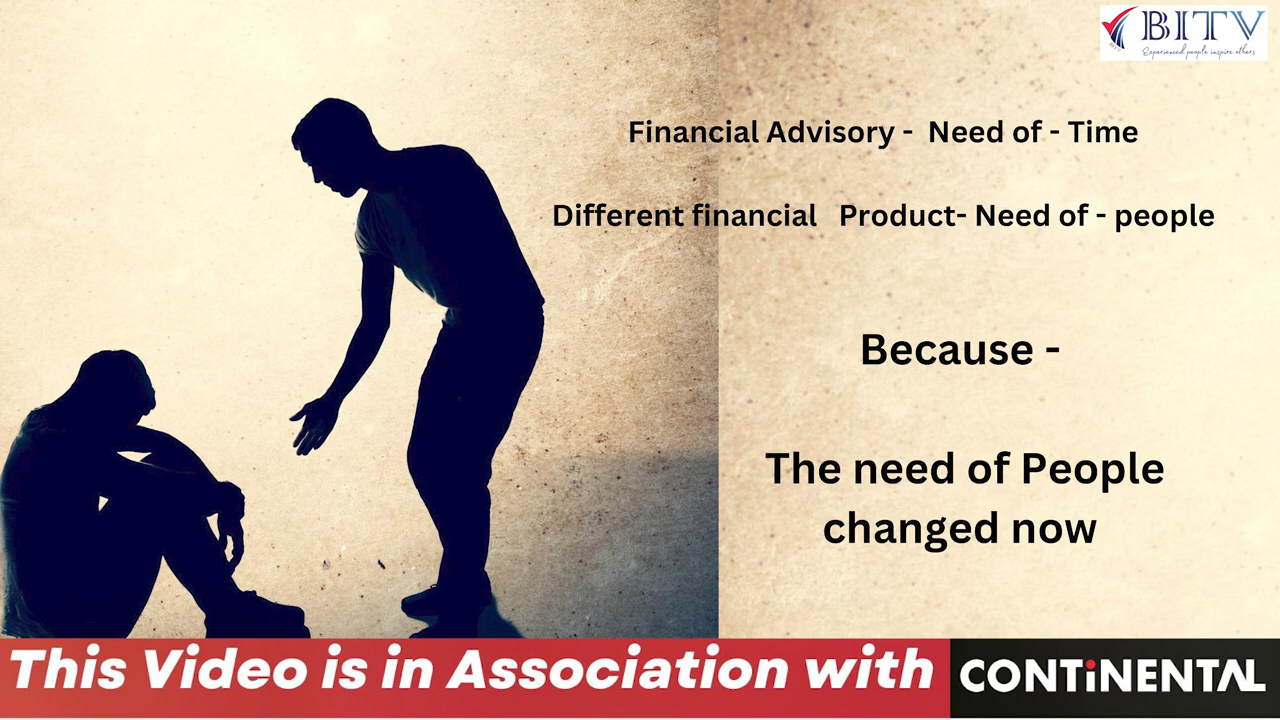 BITV
Experienced people inspire others
Financial Advisory - Need of - Time
Different financial Product- Need of - people
Because -
The need of People
changed now
This Video is in Association with CONTiNENTAL